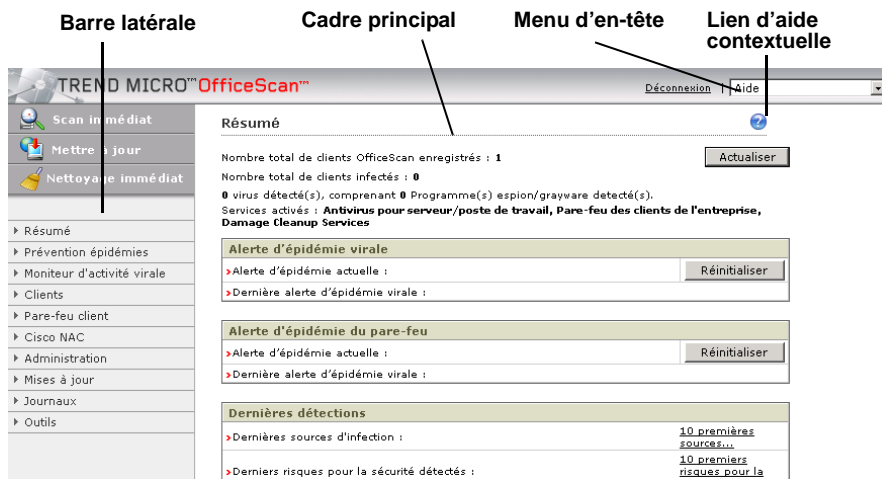 Barre latérale
Cadre principal
Menu d'en-tête
Lien d'aide
contextuelle
TREND MICRO™ OfficeScan™
Déconnexion | Aide
Scan immédiat
Mettre à jour
Nettoyage immédiat
Résumé
Prévention épidémies
Moniteur d'activité virale
Clients
Pare-feu client
Cisco NAC
Administration
Mises à jour
Journaux
Outils
Résumé
Nombre total de clients OfficeScan enregistrés : 1
Actualiser
Nombre total de clients infectés : 0
0 virus détecté(s), comprenant 0 Programme(s) espion/grayware detecté(s).
Services activés : Antivirus pour serveur/poste de travail, Pare-feu des clients de l'entreprise,
Damage Cleanup Services
Alerte d'épidémie virale
Alerte d'épidémie actuelle :
Réinitialiser
Dernière alerte d'épidémie virale :
Alerte d'épidémie du pare-feu
Alerte d'épidémie actuelle :
Réinitialiser
Dernière alerte d'épidémie virale :
Dernières détections
Dernières sources d'infection :
10 premières
sources...
Derniers risques pour la sécurité détectés :
10 premiers
risques pour la